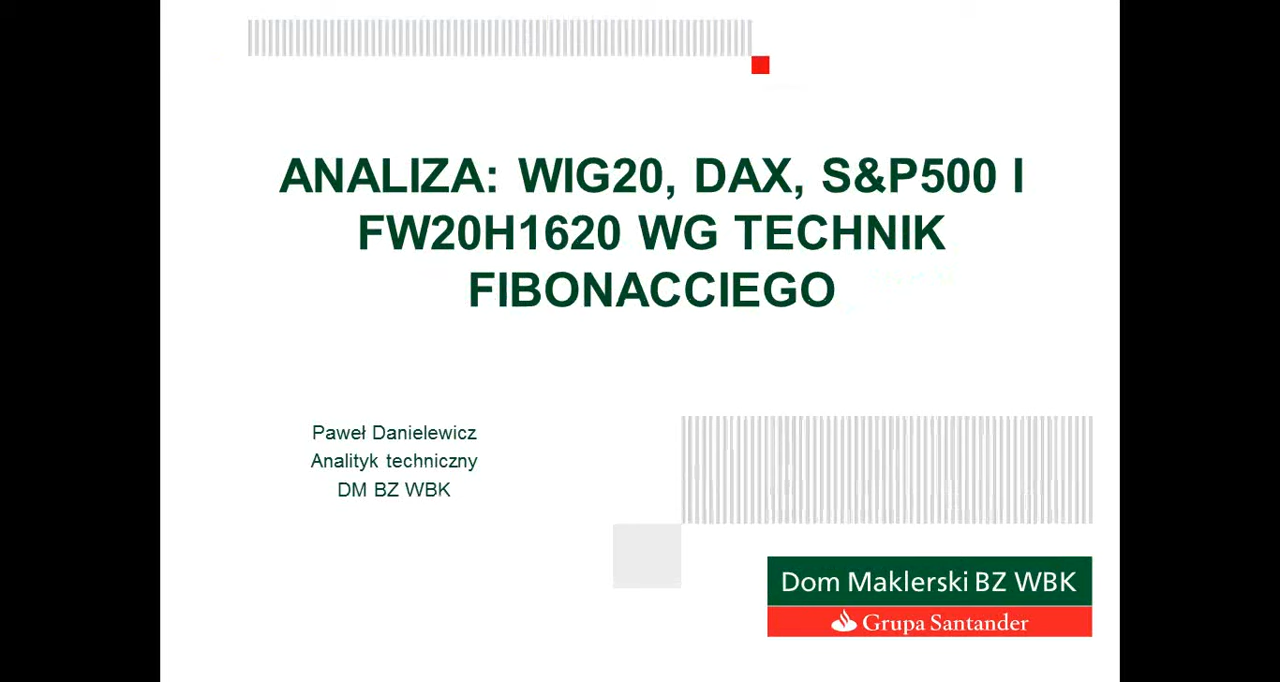 ANALIZA: WIG20, DAX, S&P500 I
FW20H1620 WG TECHNIK
FIBONACCIEGO
Paweł Danielewicz
Analityk techniczny
DM BZ WBK
Dom Maklerski BZ WBK
Grupa Santander